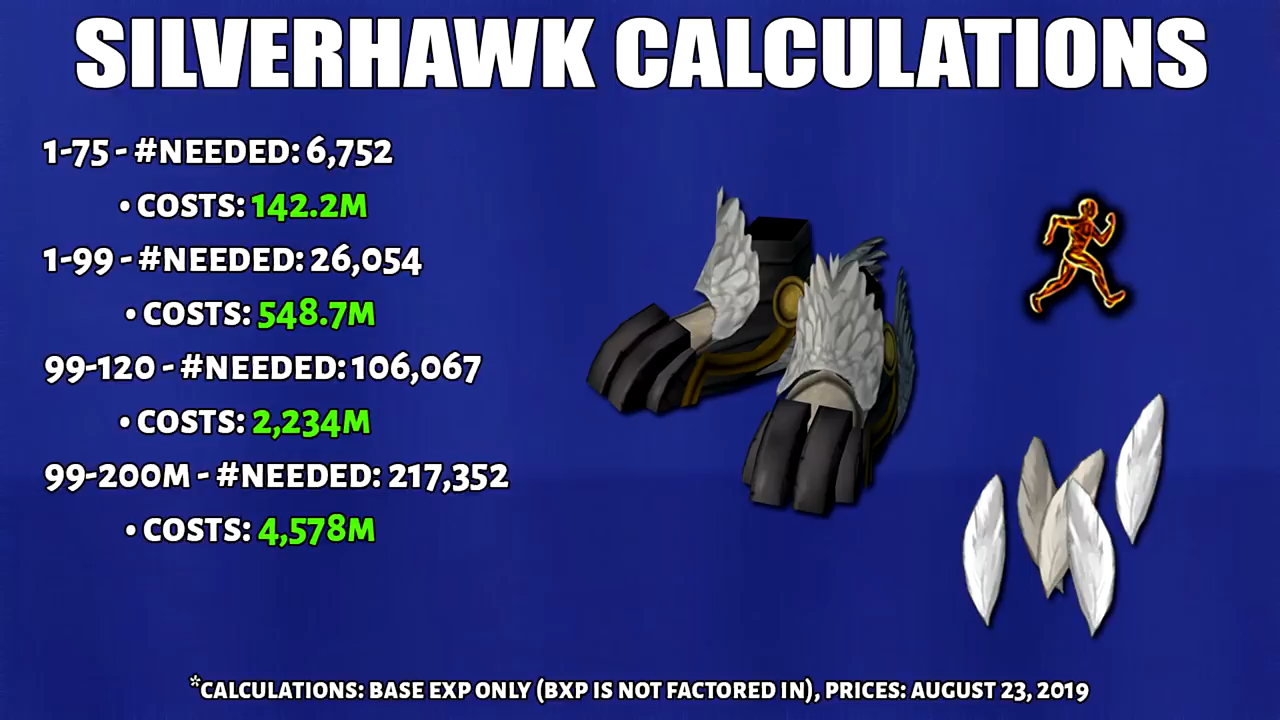 SILVERHAWK CALCULATIONS
1-75 - #NEEDED: 6,752
• COSTS: 142.2M
1-99 - #NEEDED: 26,054
• COSTS: 548.7M
99-120 - #NEEDED: 106,067
• COSTS: 2,234M
99-200M - #NEEDED: 217,352
• COSTS: 4,578M
*CALCULATIONS: BASE EXP ONLY (BXP IS NOT FACTORED IN), PRICES: AUGUST 23, 2019